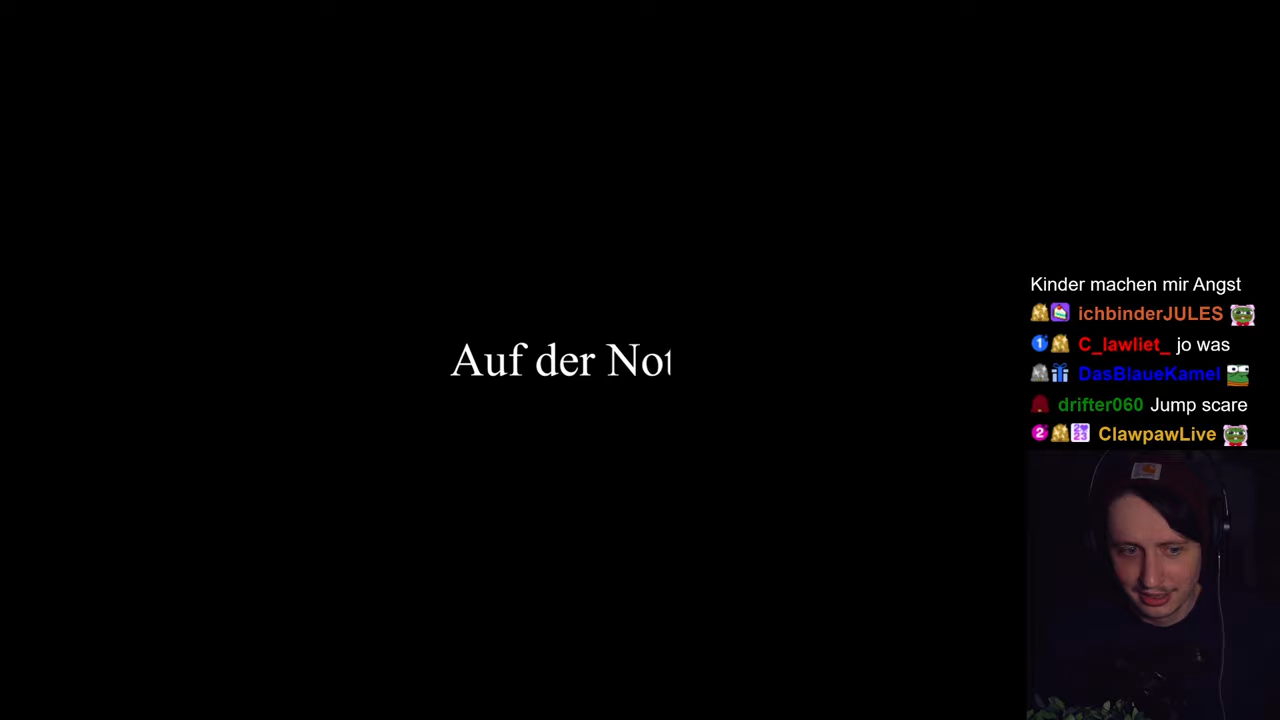 Auf der Not
Kinder machen mir Angst
ichbinderJULES
C_lawliet_ jo was
DasBlaueKamel
drifter060 Jump scare
ClawpawLive